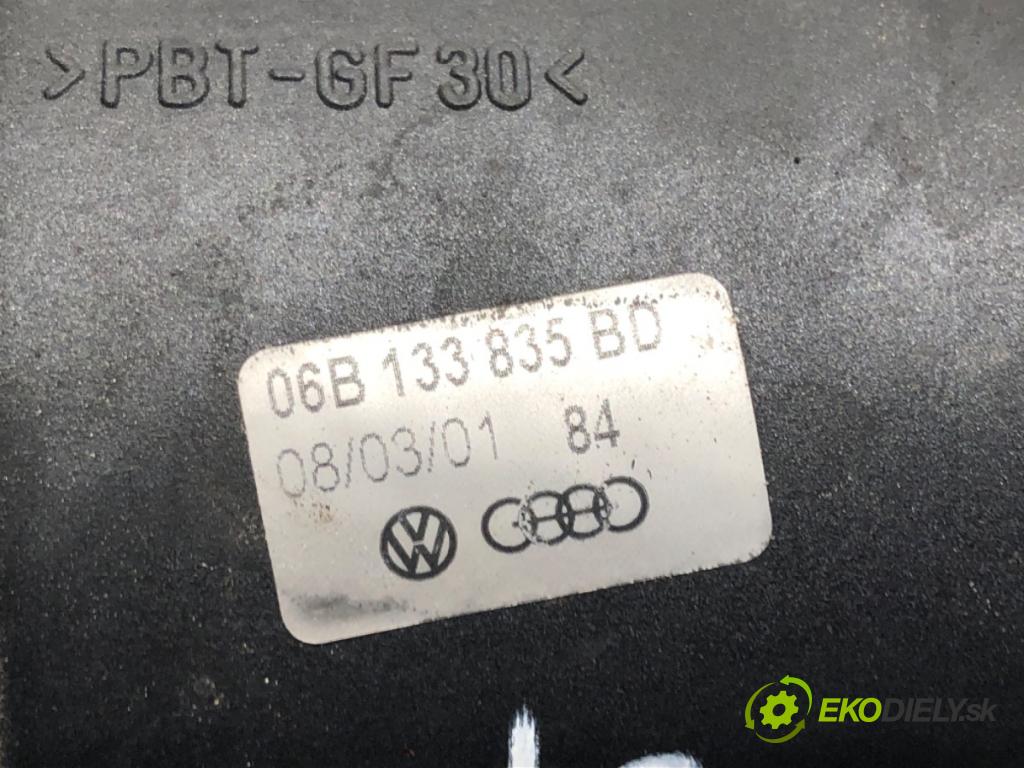 >PBT-GF30<
06B 133 835 BD
08/03/01 84
EKODIELY.sk